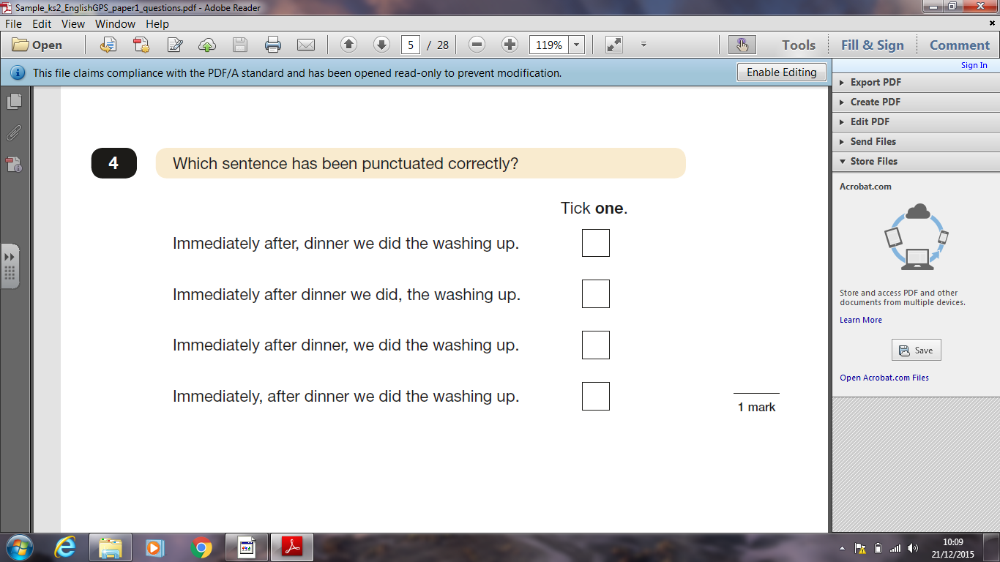 Sample_ks2_EnglishGPS_paper1_questions.pdf - Adobe Reader
File Edit View Window Help
Open 5 / 28 119% Tools Fill & Sign Comment
This file claims compliance with the PDF/A standard and has been opened read-only to prevent modification. Enable Editing
Sign In
Export PDF
Create PDF
Edit PDF
Send Files
Store Files
Acrobat.com
Store and access PDF and other
documents from multiple devices.
Learn More
Save
Open Acrobat.com Files
4 Which sentence has been punctuated correctly?
Tick one.
Immediately after, dinner we did the washing up.
Immediately after dinner we did, the washing up.
Immediately after dinner, we did the washing up.
Immediately, after dinner we did the washing up.
1 mark
10:09
21/12/2015